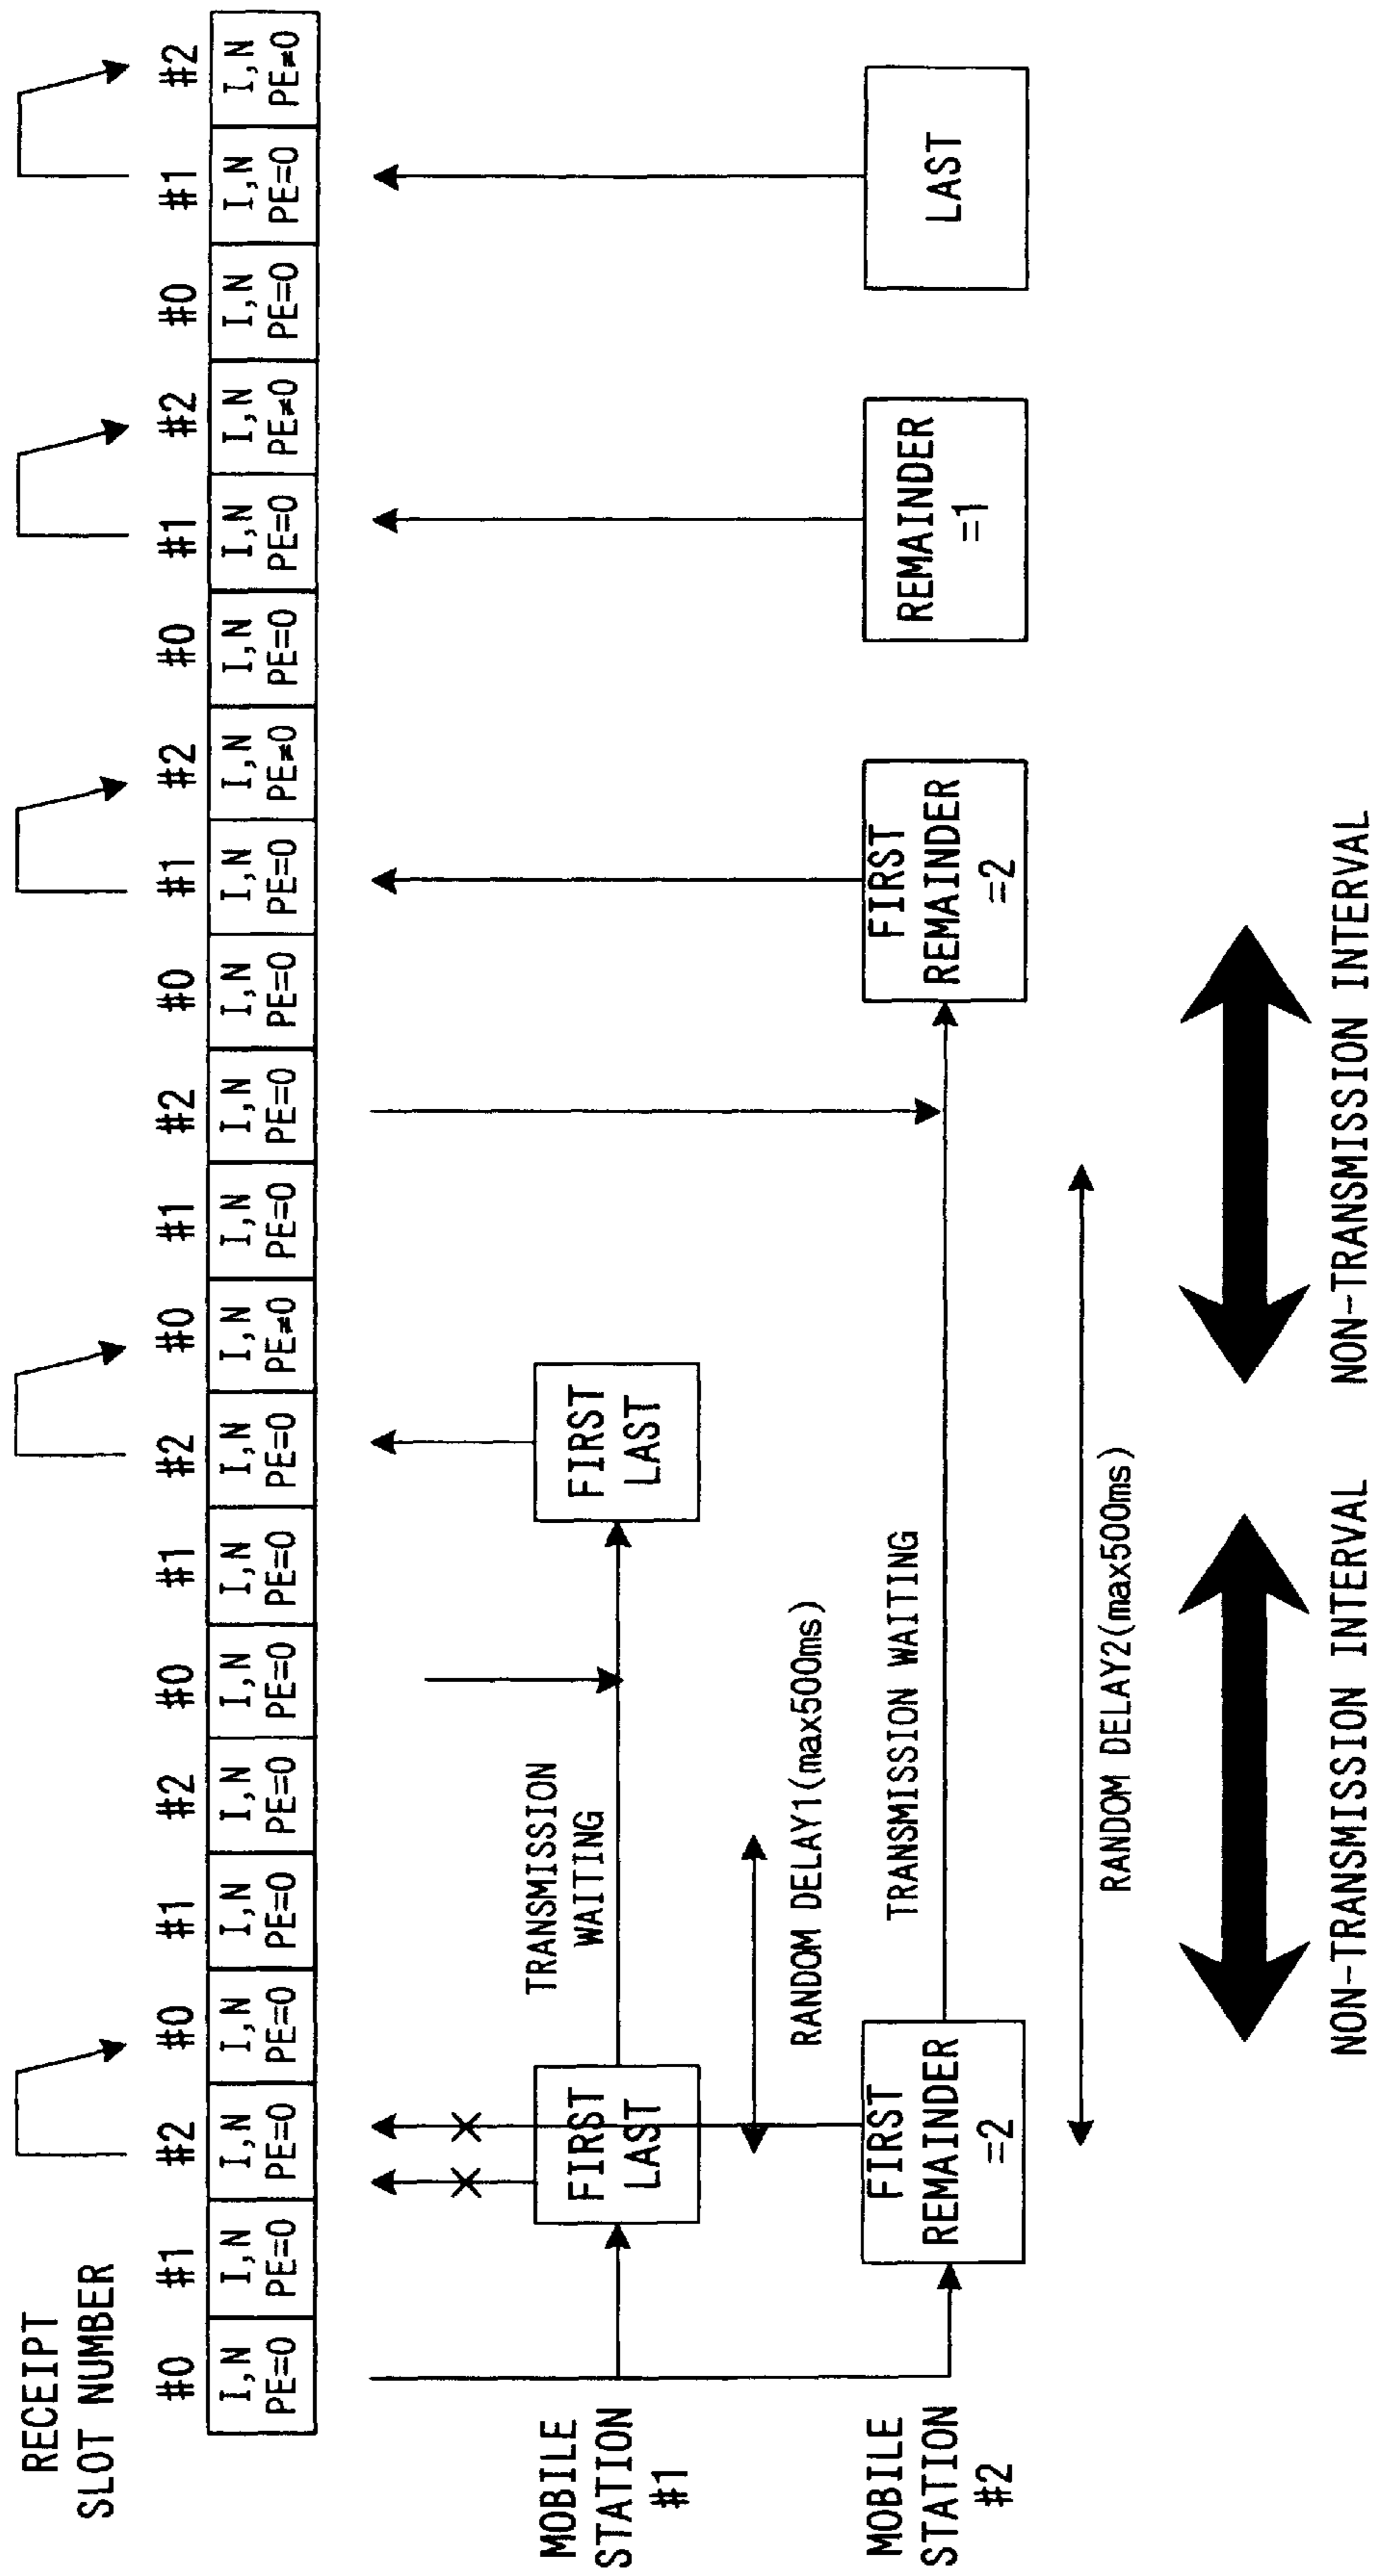 RECEIPT
SLOT NUMBER
#0 #1 #2 #0 #1 #2 #0 #1 #2 #0 #1 #2 #0 #1 #2 #0 #1 #2 #0 #1 #2
I,N I,N I,N I,N I,N I,N I,N I,N I,N I,N I,N I,N I,N I,N I,N I,N I,N I,N I,N I,N I,N
PE=0 PE=0 PE=0 PE=0 PE=0 PE=0 PE=0 PE=0 PE=0 PE≠0 PE=0 PE=0 PE=0 PE=0 PE≠0 PE=0 PE=0 PE≠0 PE=0 PE=0 PE≠0
MOBILE
STATION
#1
FIRST
LAST
TRANSMISSION
WAITING
FIRST
LAST
RANDOM DELAY1(max500ms)
MOBILE
STATION
#2
FIRST
REMAINDER
=2
TRANSMISSION WAITING
FIRST
REMAINDER
=2
REMAINDER
=1
LAST
RANDOM DELAY2(max500ms)
NON-TRANSMISSION INTERVAL
NON-TRANSMISSION INTERVAL